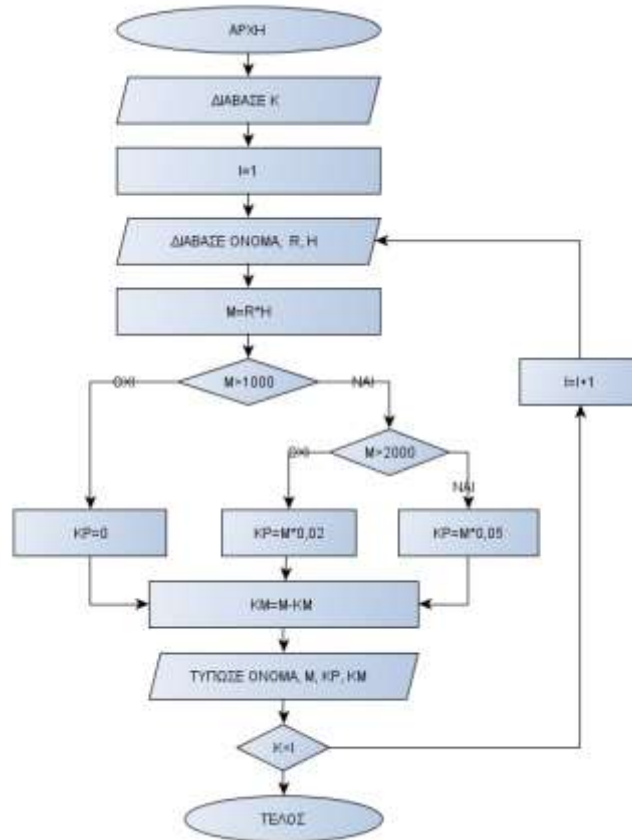 ΑΡΧΗ
ΔΙΑΒΑΣΕ Κ
Ι=1
ΔΙΑΒΑΣΕ ΟΝΟΜΑ, R, H
M=R*H
M>1000
ΟΧΙ
ΝΑΙ
I=I+1
M>2000
ΟΧΙ
ΝΑΙ
KP=0
KP=M*0,02
KP=M*0,05
KM=M-KM
ΤΥΠΩΣΕ ΟΝΟΜΑ, M, KP, KM
K<I
ΤΕΛΟΣ